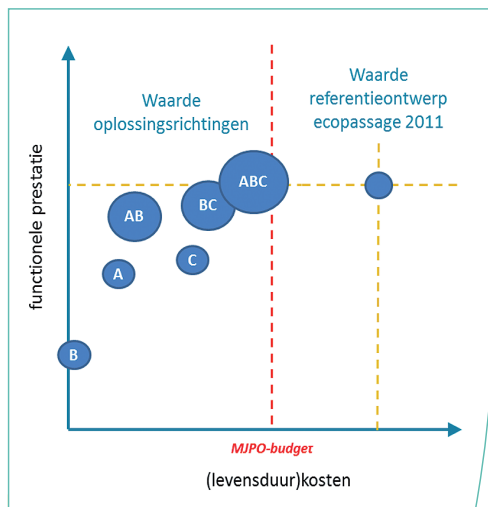 Waarde
oplossingsrichtingen
Waarde
referentieontwerp
ecopassage 2011
functionele prestatie
ABC
BC
AB
C
A
B
MJPO-budget
(levensduur)kosten